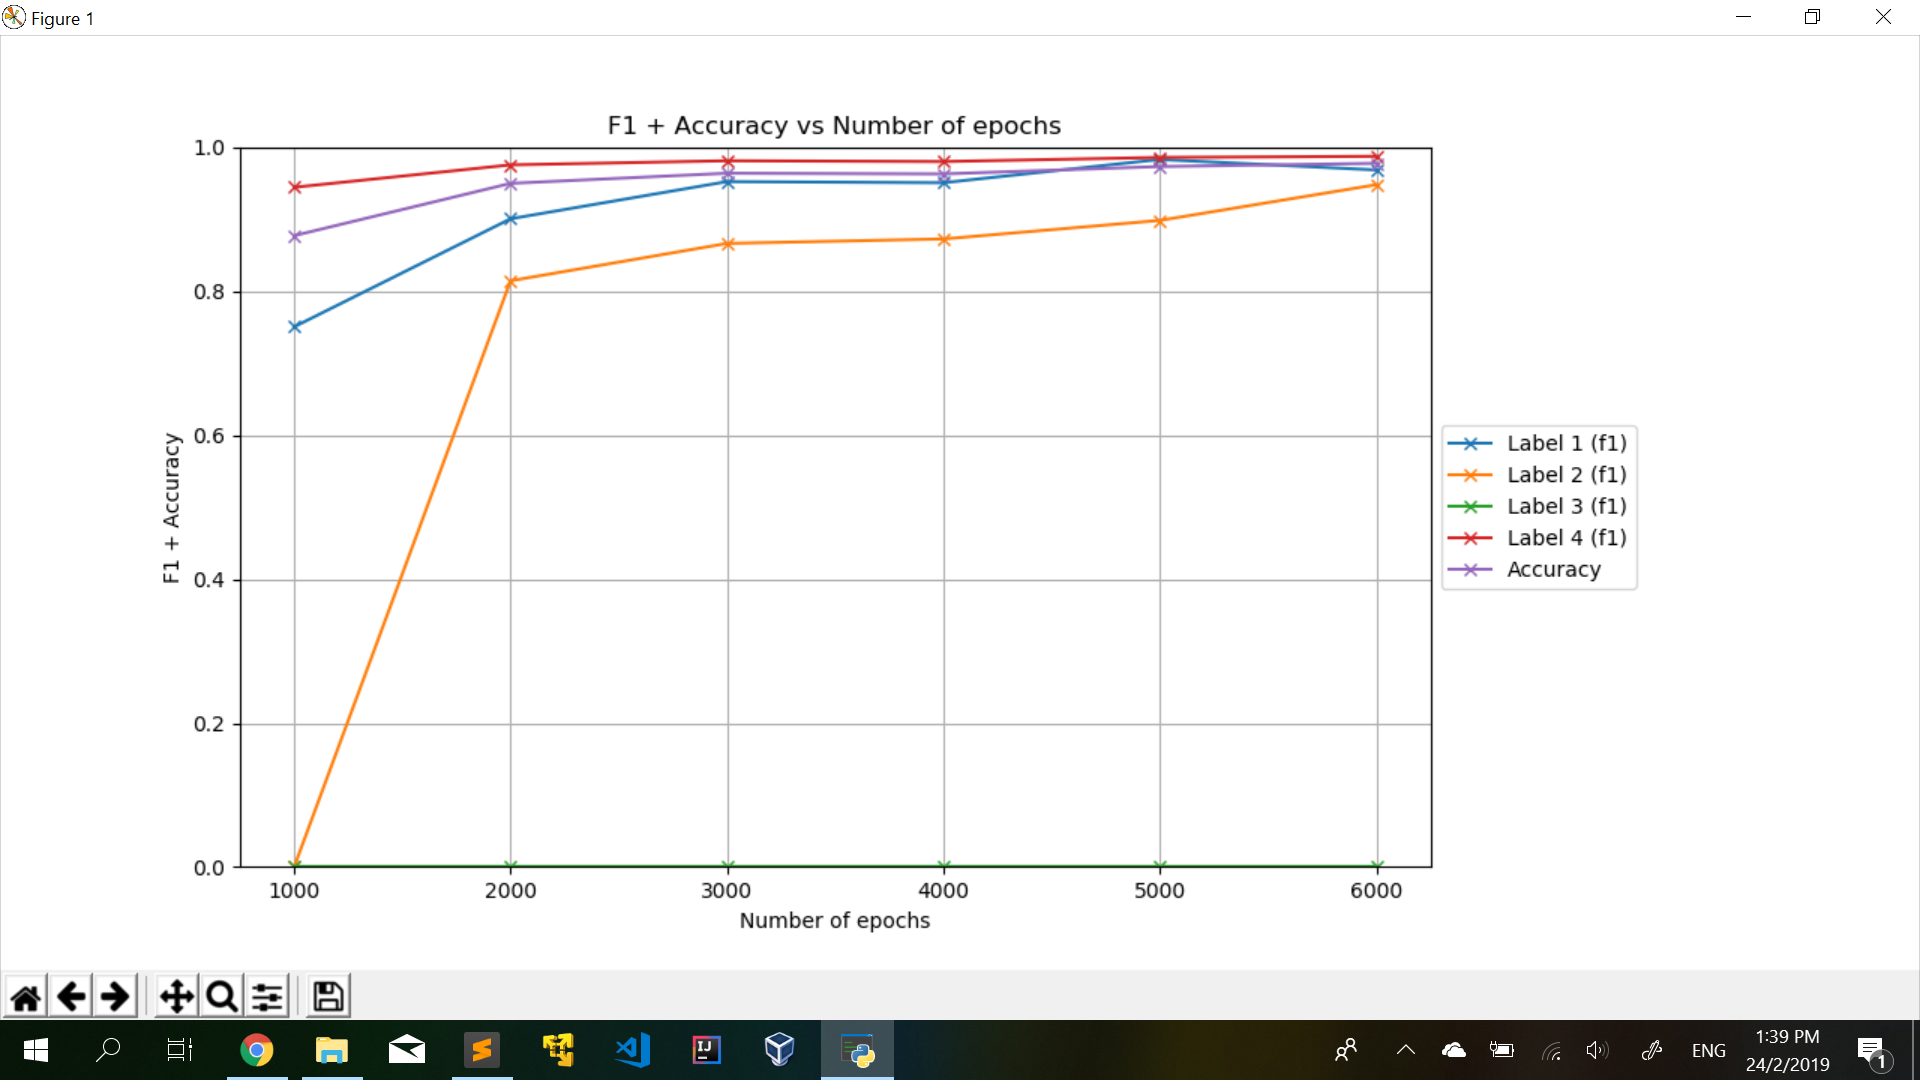 Figure 1
F1 + Accuracy vs Number of epochs
1.0
0.8
0.6
0.4
0.2
0.0
F1 + Accuracy
1000 2000 3000 4000 5000 6000
Number of epochs
Label 1 (f1)
Label 2 (f1)
Label 3 (f1)
Label 4 (f1)
Accuracy
IJ
ENG
1:39 PM
24/2/2019
1